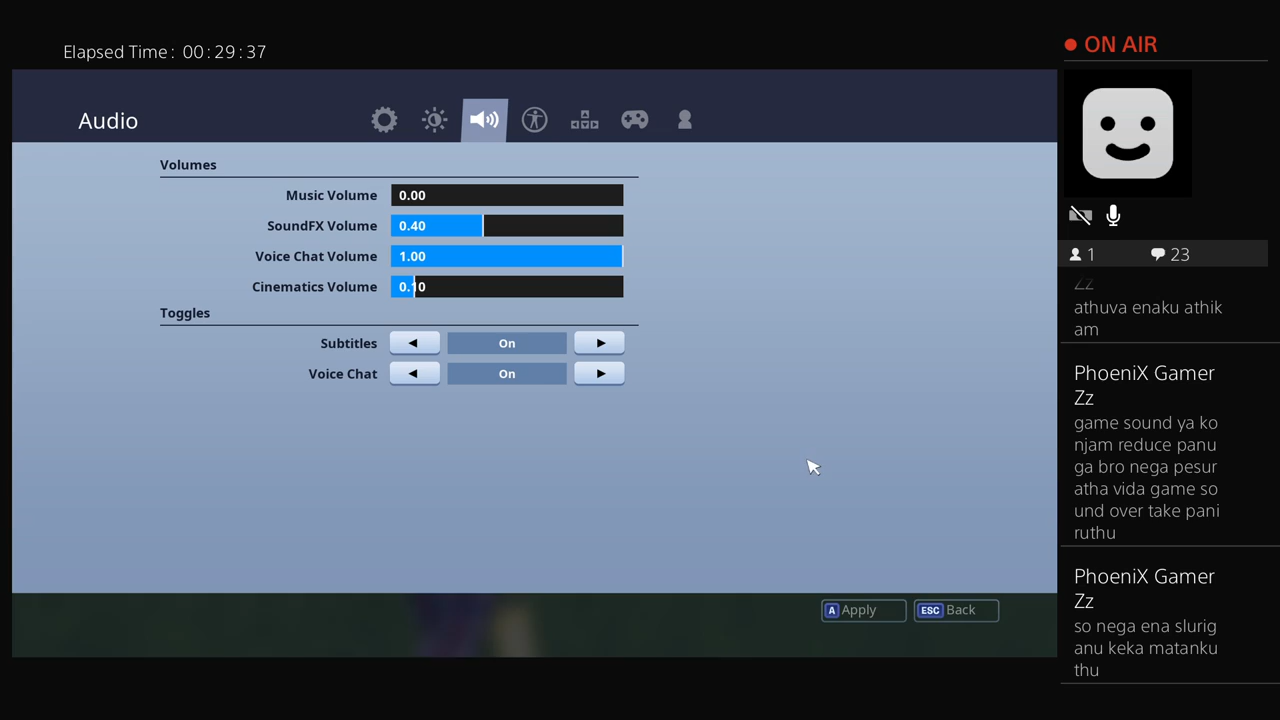 Elapsed Time: 00:29:37
ON AIR
Audio
Volumes
Music Volume 0.00
SoundFX Volume 0.40
Voice Chat Volume 1.00
Cinematics Volume 0.10
Toggles
Subtitles On
Voice Chat On
A Apply ESC Back
1 23
Zz
athuva enaku athik
am
PhoeniX Gamer
Zz
game sound ya ko
njam reduce panu
ga bro nega pesur
atha vida game so
und over take pani
ruthu
PhoeniX Gamer
Zz
so nega ena slurig
anu keka matanku
thu